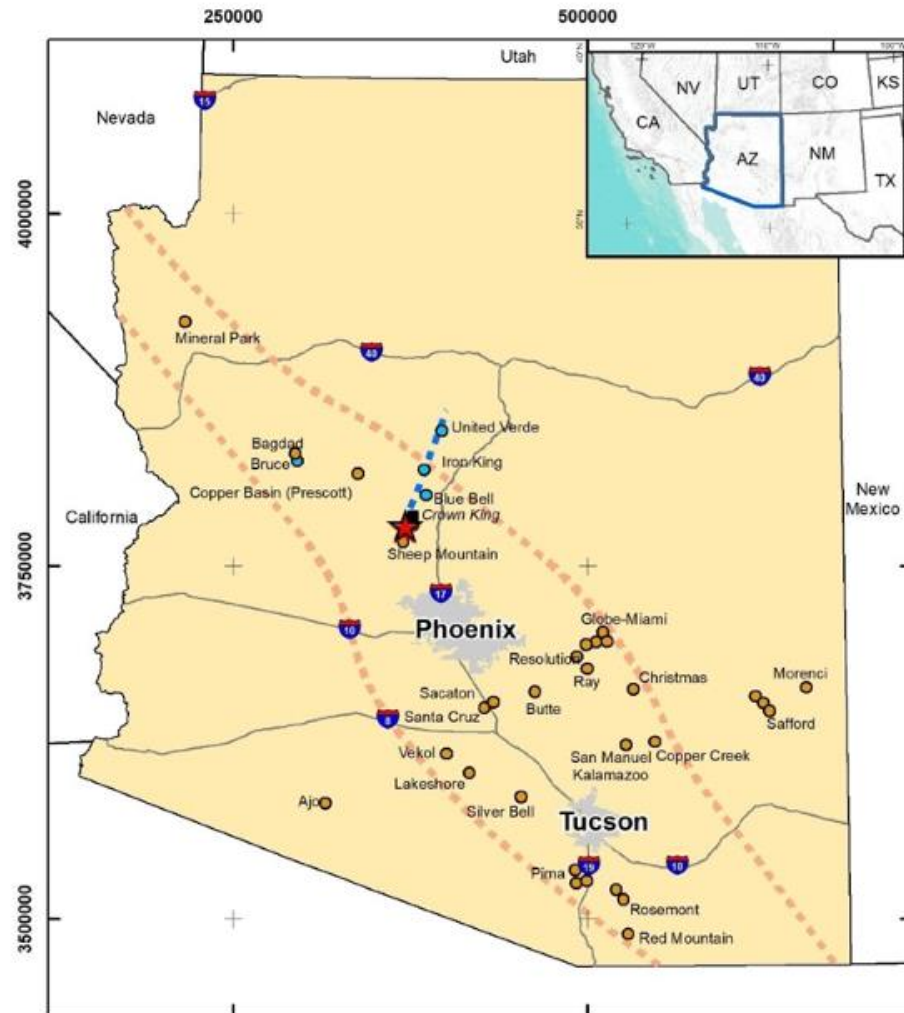 250000
500000
Utah
Nevada
15
NV
UT
CO
KS
CA
AZ
NM
TX
4000000
Mineral Park
40
40
United Verde
Bagdad
Bruce
Iron King
Copper Basin (Prescott)
Blue Bell
Crown King
New
Mexico
California
Sheep Mountain
3750000
17
10
Phoenix
Globe-Miami
Resolution
Ray
Christmas
Morenci
Sacaton
Santa Cruz
Butte
Safford
8
Vekol
San Manuel
Kalamazoo
Copper Creek
Lakeshore
Ajo
Silver Bell
Tucson
Pima
19
10
Rosemont
3500000
Red Mountain